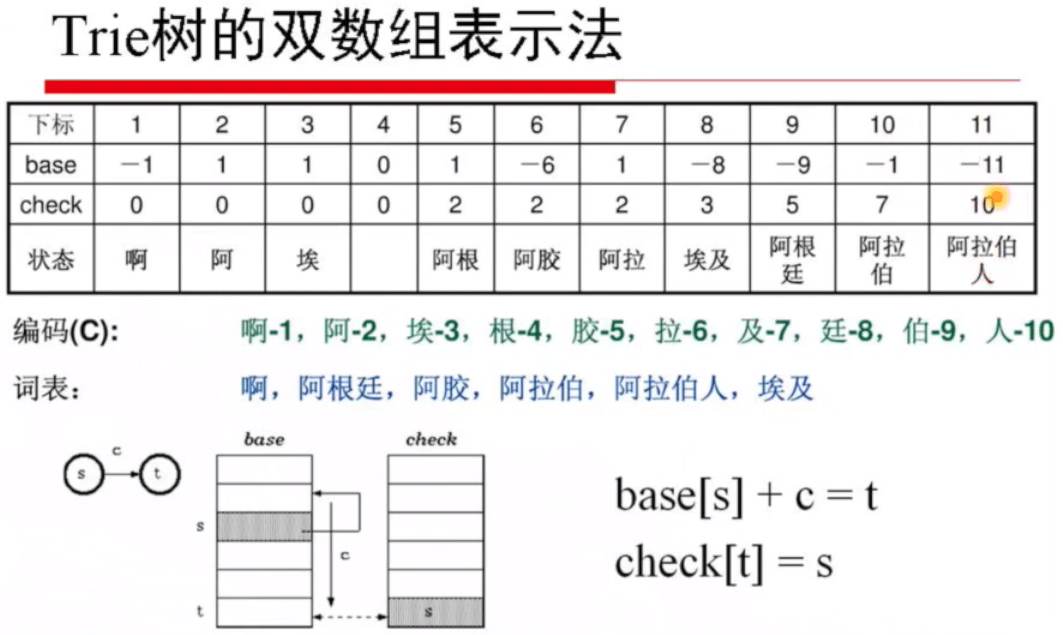 Trie树的双数组表示法
下标 1 2 3 4 5 6 7 8 9 10 11
base －1 1 1 0 1 －6 1 －8 －9 －1 －11
check 0 0 0 0 2 2 2 3 5 7 10
状态 啊 阿 埃 阿根 阿胶 阿拉 埃及 阿根廷 阿拉伯 阿拉伯人
编码(C): 啊-1，阿-2，埃-3，根-4，胶-5，拉-6，及-7，廷-8，伯-9，人-10
词表： 啊，阿根廷，阿胶，阿拉伯，阿拉伯人，埃及
base check
c
s t
s
c
t s
base[s] + c = t
check[t] = s